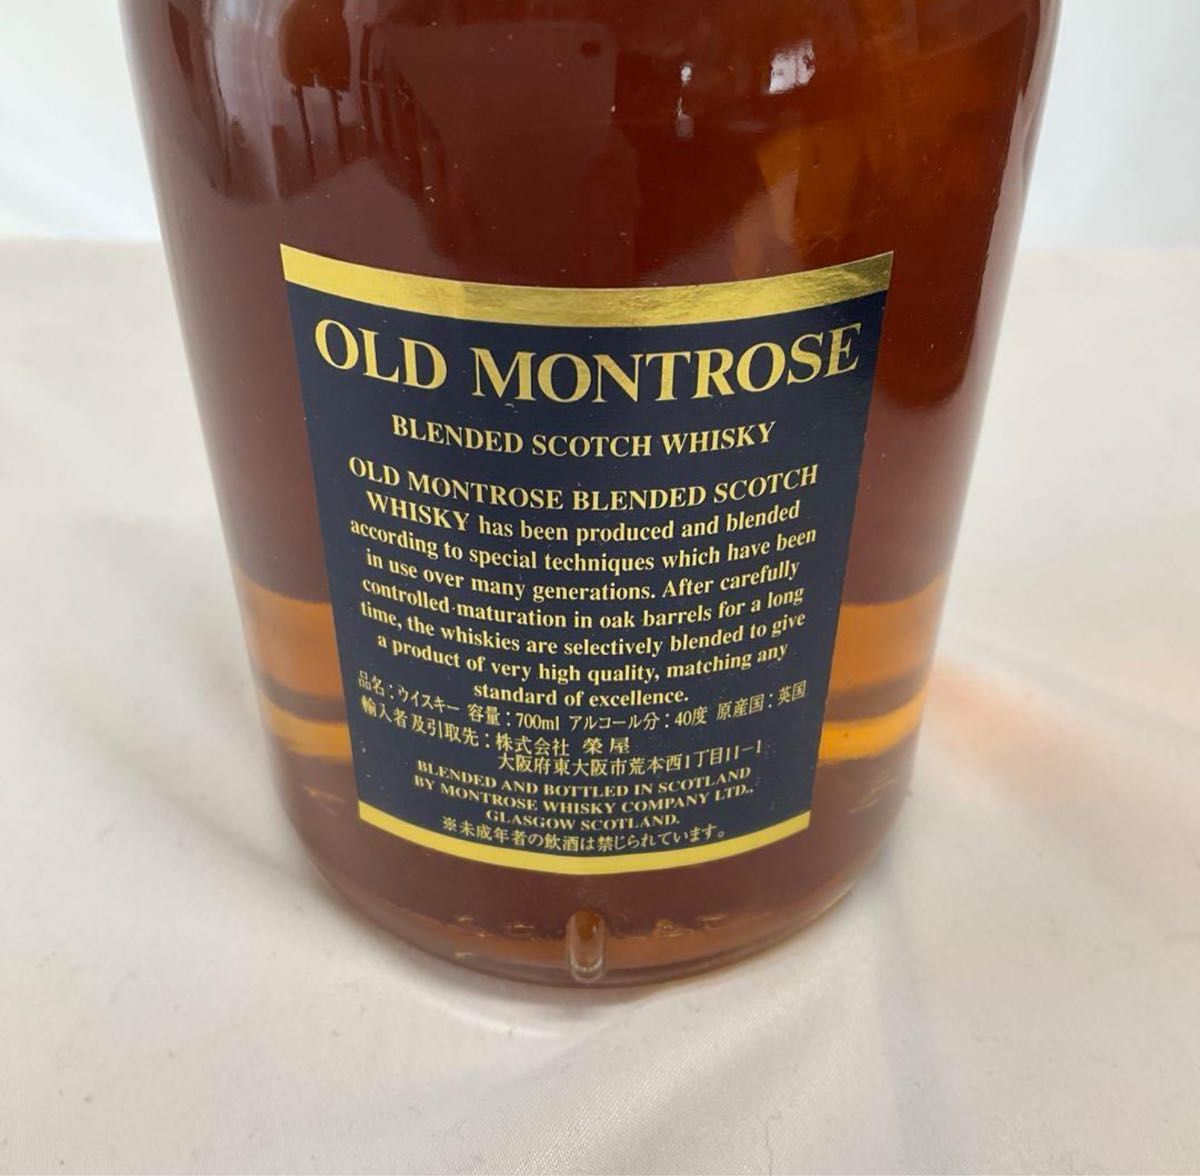 OLD MONTROSE
BLENDED SCOTCH WHISKY
OLD MONTROSE BLENDED SCOTCH
WHISKY has been produced and blended
according to special techniques which have been
in use over many generations. After carefully
controlled maturation in oak barrels for a long
time, the whiskies are selectively blended to give
a product of very high quality, matching any
standard of excellence.
品名：ウイスキー 容量：700ml アルコール分：40度 原産国：英国
輸入者及引取先：株式会社 榮屋
大阪府東大阪市荒本西1丁目11-1
BLENDED AND BOTTLED IN SCOTLAND
BY MONTROSE WHISKY COMPANY LTD.,
GLASGOW SCOTLAND.
※未成年者の飲酒は禁じられています。